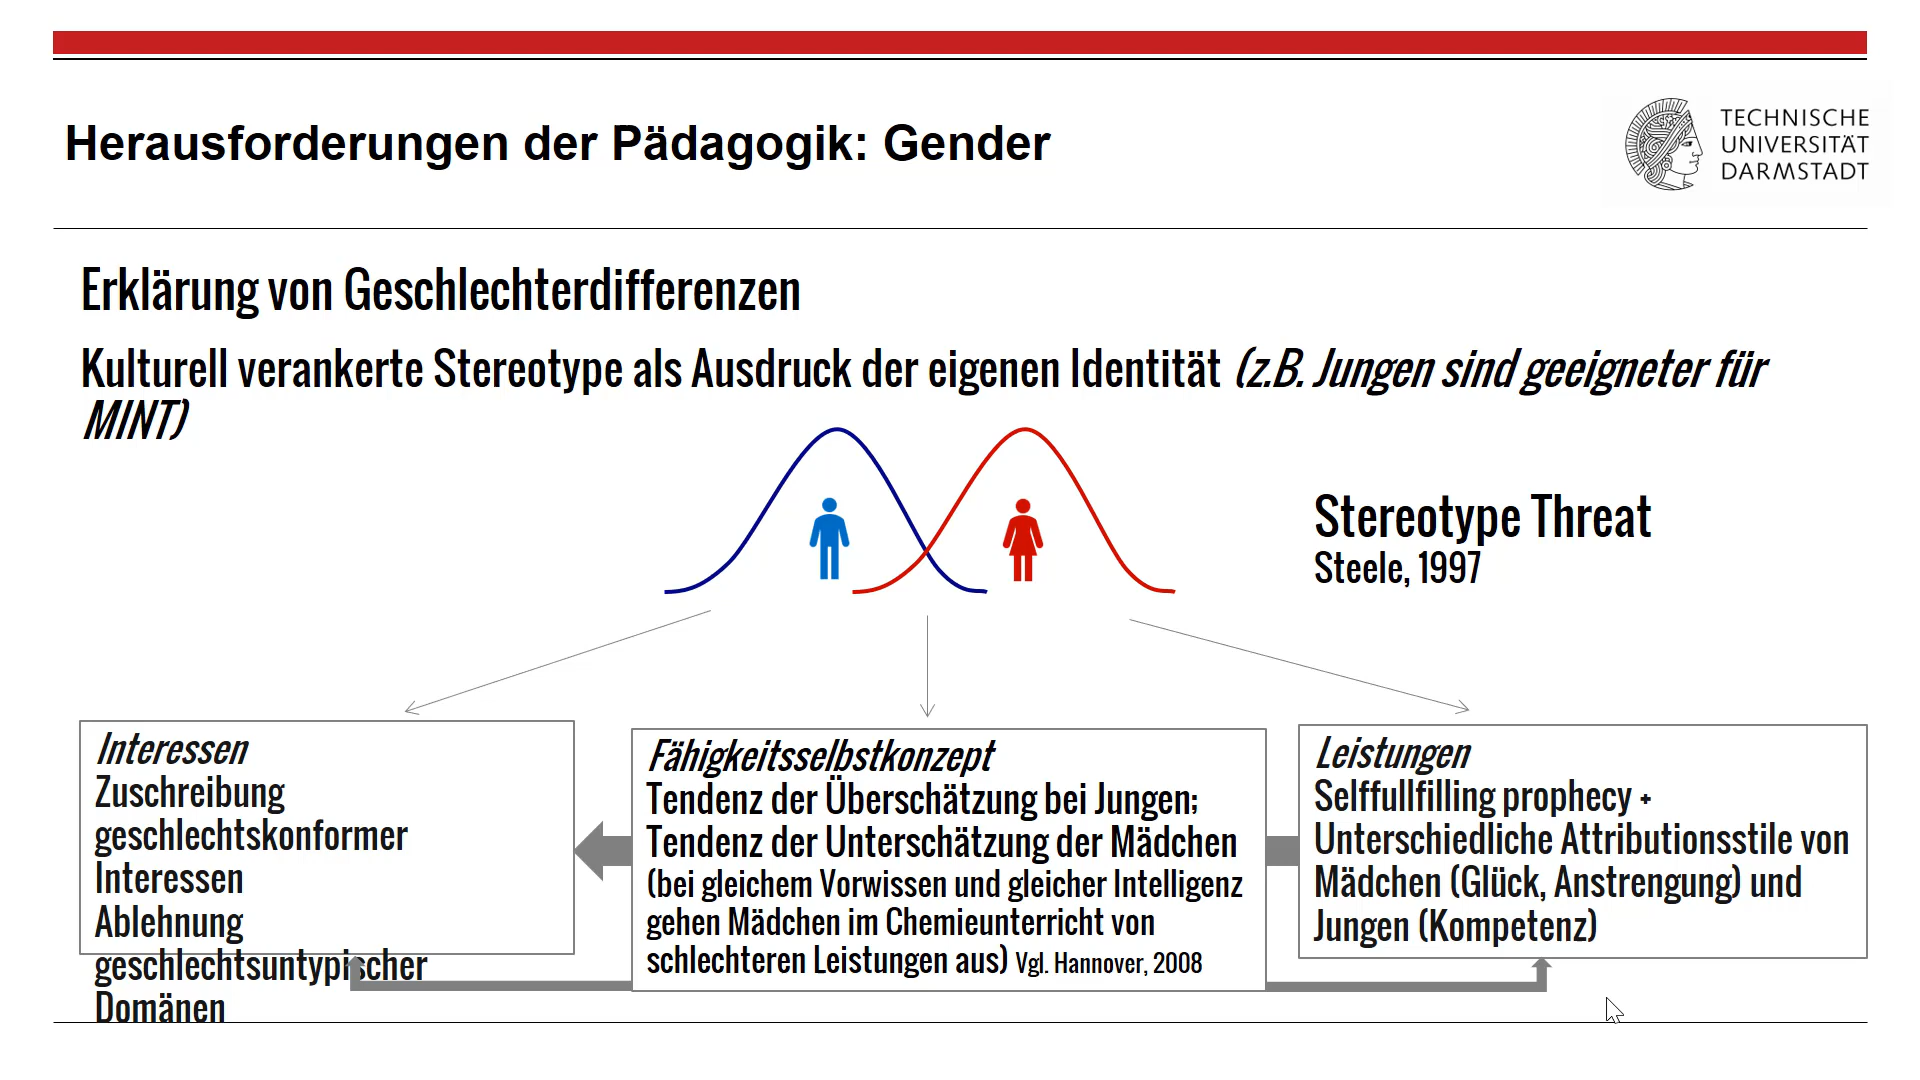 Herausforderungen der Pädagogik: Gender
TECHNISCHE
UNIVERSITÄT
DARMSTADT
Erklärung von Geschlechterdifferenzen
Kulturell verankerte Stereotype als Ausdruck der eigenen Identität (z.B. Jungen sind geeigneter für
MINT)
Stereotype Threat
Steele, 1997
Interessen
Zuschreibung
geschlechtskonformer
Interessen
Ablehnung
geschlechtsuntypischer
Domänen
Fähigkeitsselbstkonzept
Tendenz der Überschätzung bei Jungen;
Tendenz der Unterschätzung der Mädchen
(bei gleichem Vorwissen und gleicher Intelligenz
gehen Mädchen im Chemieunterricht von
schlechteren Leistungen aus) Vgl. Hannover, 2008
Leistungen
Selffullfilling prophecy +
Unterschiedliche Attributionsstile von
Mädchen (Glück, Anstrengung) und
Jungen (Kompetenz)